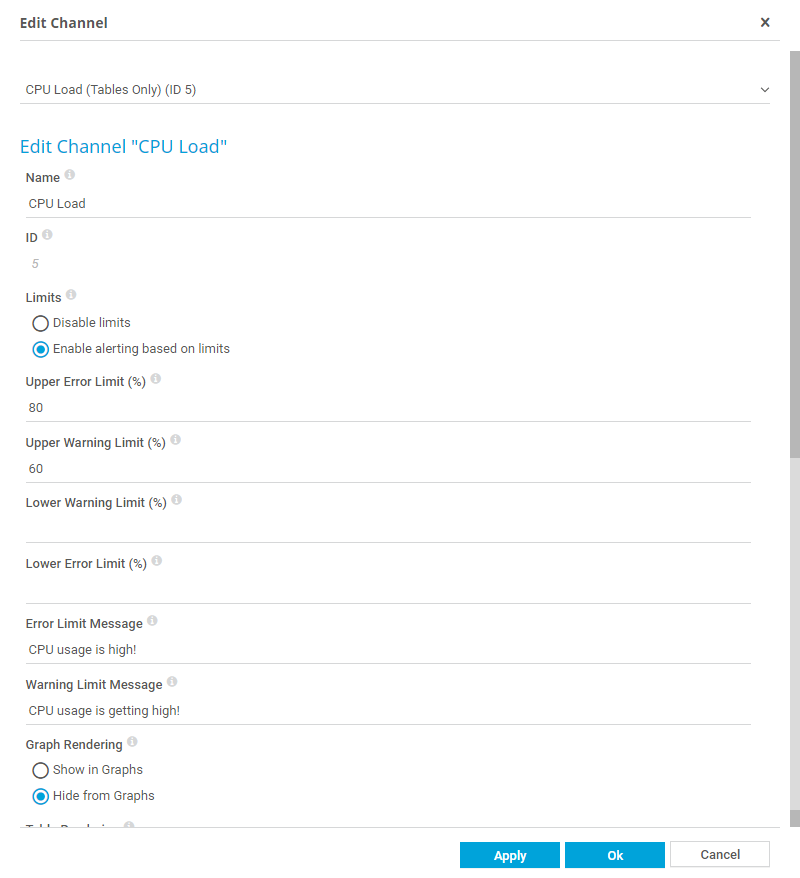 Edit Channel
CPU Load (Tables Only) (ID 5)
Edit Channel "CPU Load"
Name
CPU Load
ID
5
Limits
Disable limits
Enable alerting based on limits
Upper Error Limit (%)
80
Upper Warning Limit (%)
60
Lower Warning Limit (%)
Lower Error Limit (%)
Error Limit Message
CPU usage is high!
Warning Limit Message
CPU usage is getting high!
Graph Rendering
Show in Graphs
Hide from Graphs
Apply Ok Cancel